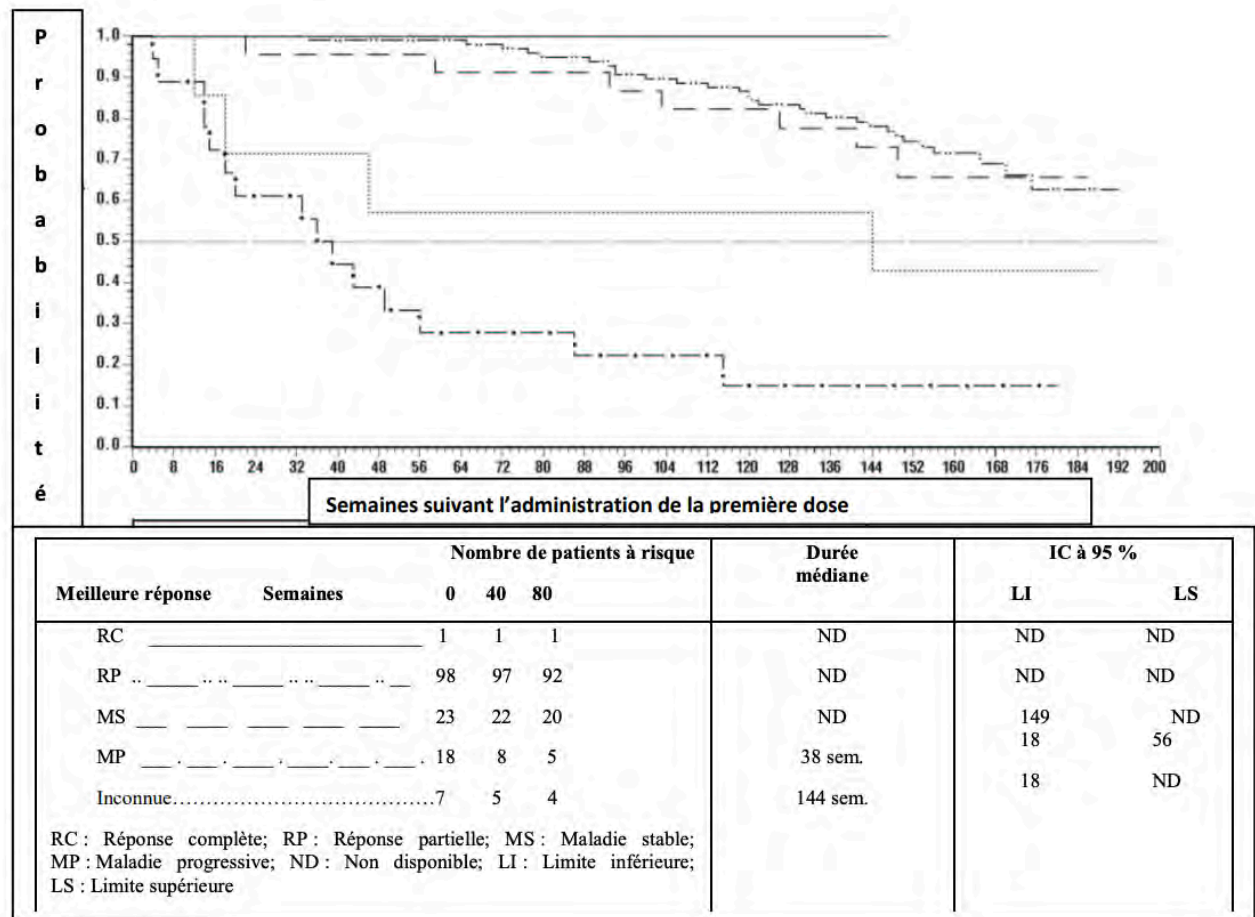 Probabilité
1.0
0.9
0.8
0.7
0.6
0.5
0.4
0.3
0.2
0.1
0.0
0 8 16 24 32 40 48 56 64 72 80 88 96 104 112 120 128 136 144 152 160 168 176 184 192 200
Semaines suivant l'administration de la première dose
Nombre de patients à risque Durée médiane IC à 95 %
Meilleure réponse Semaines 0 40 80 LI LS
RC 1 1 1 ND ND ND
RP 98 97 92 ND ND ND
MS 23 22 20 ND 149 ND
MP 18 8 5 38 sem. 18 56
Inconnue 7 5 4 144 sem. 18 ND
RC : Réponse complète; RP : Réponse partielle; MS : Maladie stable;
MP : Maladie progressive; ND : Non disponible; LI : Limite inférieure;
LS : Limite supérieure